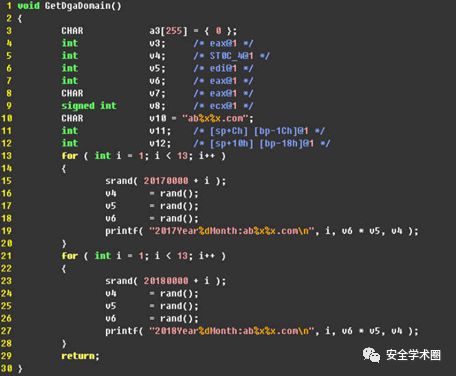 1 void GetDgaDomain()
2 {
3 CHAR a3[255] = { 0 };
4 int v3; /* eax@1 */
5 int v4; /* ST0C_4@1 */
6 int v5; /* edi@1 */
7 int v6; /* eax@1 */
8 CHAR v7; /* eax@1 */
9 signed int v8; /* ecx@1 */
10 CHAR v10 = "ab%x%x.com";
11 int v11; /* [sp+Ch] [bp-1Ch]@1 */
12 int v12; /* [sp+10h] [bp-18h]@1 */
13 for ( int i = 1; i < 13; i++ )
14 {
15 srand( 20170000 + i );
16 v4 = rand();
17 v5 = rand();
18 v6 = rand();
19 printf( "2017Year%dMonth:ab%x%x.com\n", i, v6 * v5, v4 );
20 }
21 for ( int i = 1; i < 13; i++ )
22 {
23 srand( 20180000 + i );
24 v4 = rand();
25 v5 = rand();
26 v6 = rand();
27 printf( "2018Year%dMonth:ab%x%x.com\n", i, v6 * v5, v4 );
28 }
29 return;
30 }
安全学术圈